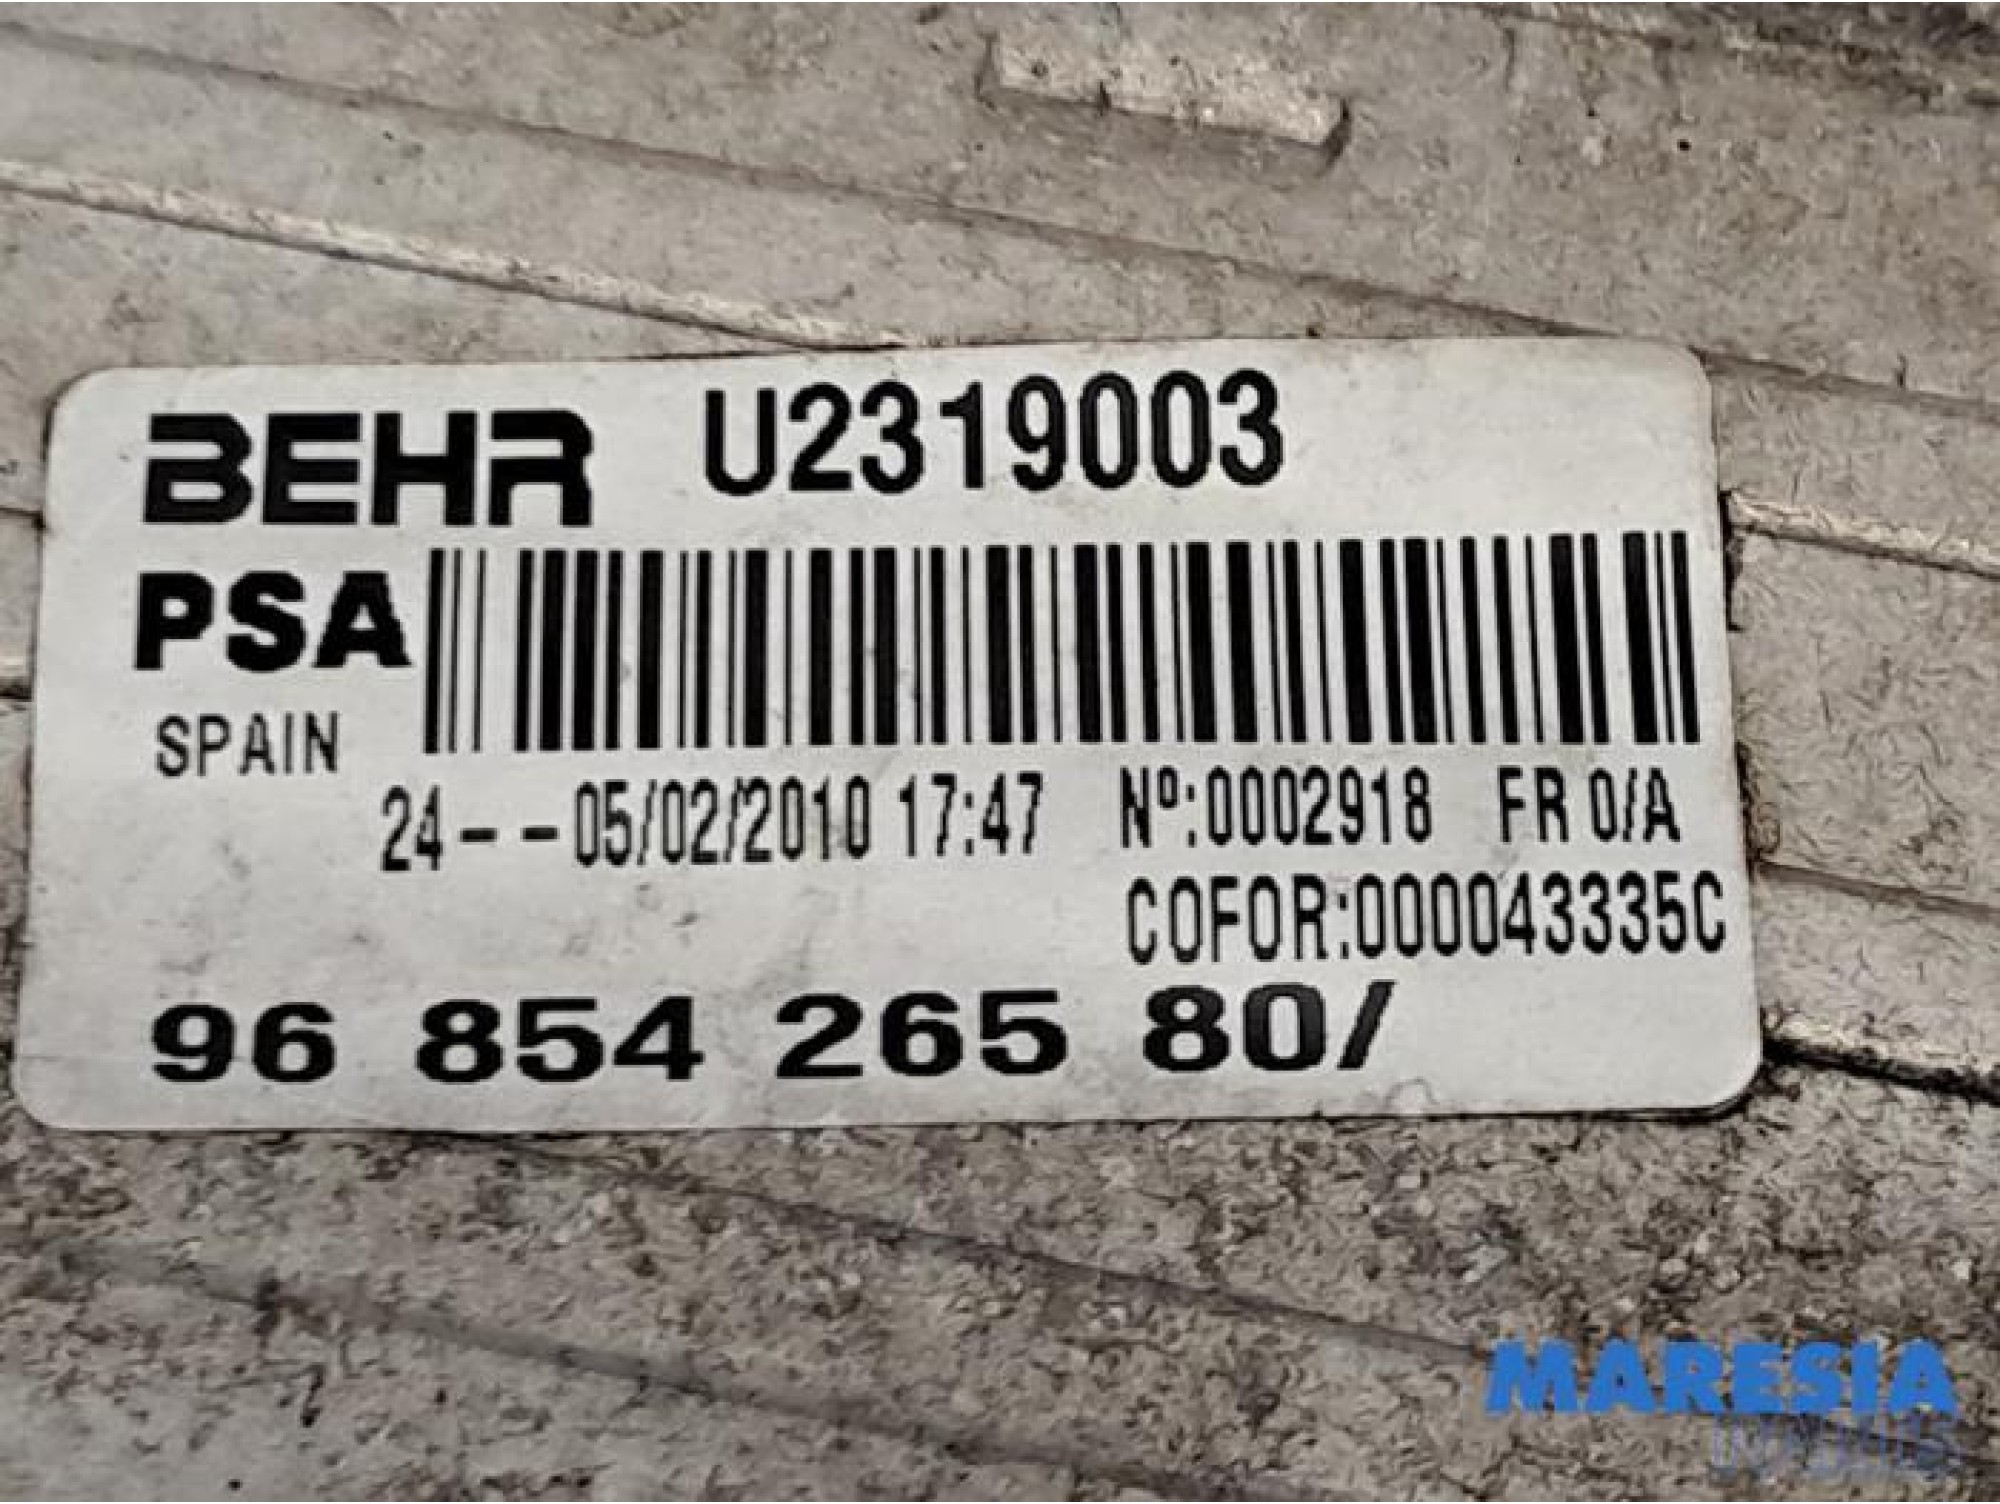 BEHR U2319003
PSA
SPAIN
24--05/02/2010 17:47 Nº:0002918 FR 0/A
COFOR:000043335C
96 854 265 80/
MARESIA